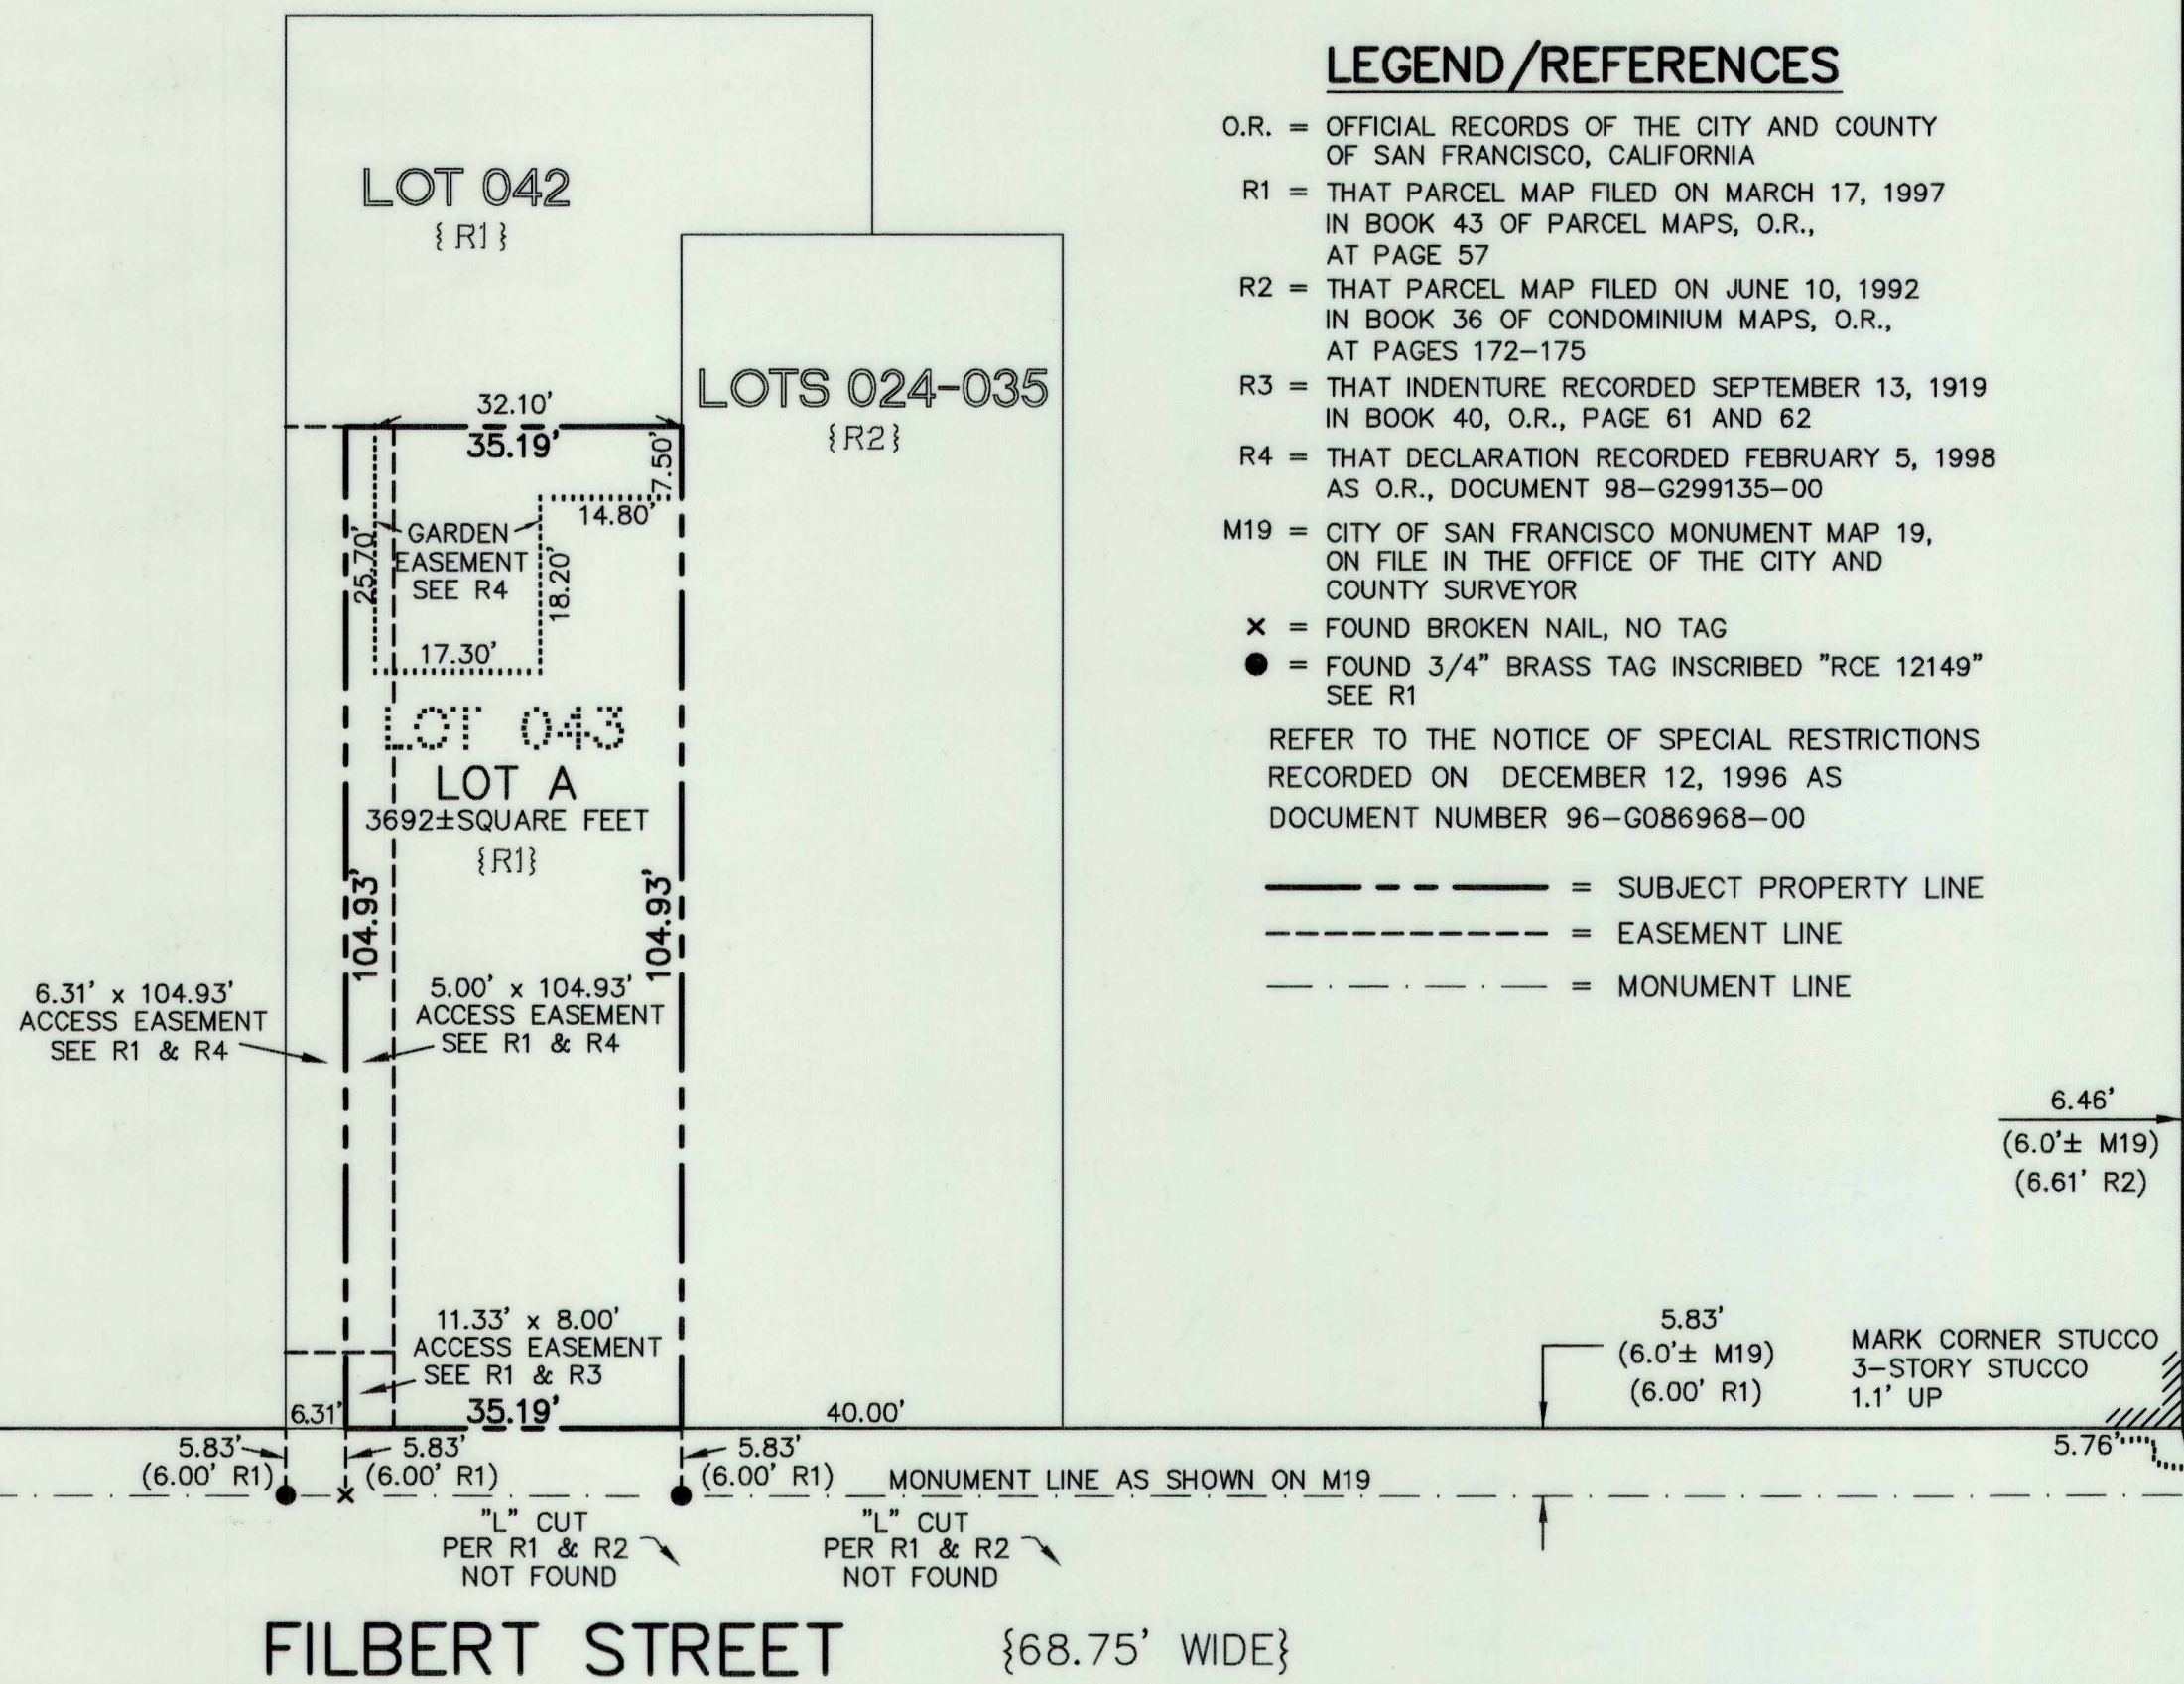 LEGEND/REFERENCES
O.R. = OFFICIAL RECORDS OF THE CITY AND COUNTY
OF SAN FRANCISCO, CALIFORNIA
R1 = THAT PARCEL MAP FILED ON MARCH 17, 1997
IN BOOK 43 OF PARCEL MAPS, O.R.,
AT PAGE 57
R2 = THAT PARCEL MAP FILED ON JUNE 10, 1992
IN BOOK 36 OF CONDOMINIUM MAPS, O.R.,
AT PAGES 172–175
R3 = THAT INDENTURE RECORDED SEPTEMBER 13, 1919
IN BOOK 40, O.R., PAGE 61 AND 62
R4 = THAT DECLARATION RECORDED FEBRUARY 5, 1998
AS O.R., DOCUMENT 98–G299135–00
M19 = CITY OF SAN FRANCISCO MONUMENT MAP 19,
ON FILE IN THE OFFICE OF THE CITY AND
COUNTY SURVEYOR
× = FOUND BROKEN NAIL, NO TAG
● = FOUND 3/4" BRASS TAG INSCRIBED "RCE 12149"
SEE R1
REFER TO THE NOTICE OF SPECIAL RESTRICTIONS
RECORDED ON DECEMBER 12, 1996 AS
DOCUMENT NUMBER 96–G086968–00
= SUBJECT PROPERTY LINE
= EASEMENT LINE
= MONUMENT LINE
LOT 042
{R1}
LOTS 024-035
{R2}
32.10'
35.19'
7.50'
14.80'
GARDEN
EASEMENT
SEE R4
25.70'
18.20'
17.30'
LOT 043
LOT A
3692±SQUARE FEET
{R1}
104.93'
104.93'
6.31' x 104.93'
ACCESS EASEMENT
SEE R1 & R4
5.00' x 104.93'
ACCESS EASEMENT
SEE R1 & R4
11.33' x 8.00'
ACCESS EASEMENT
SEE R1 & R3
6.31'
35.19'
40.00'
6.46'
(6.0'± M19)
(6.61' R2)
5.83'
(6.0'± M19)
(6.00' R1)
MARK CORNER STUCCO
3–STORY STUCCO
1.1' UP
5.76'
5.83'
(6.00' R1)
5.83'
(6.00' R1)
5.83'
(6.00' R1)
MONUMENT LINE AS SHOWN ON M19
"L" CUT
PER R1 & R2
NOT FOUND
"L" CUT
PER R1 & R2
NOT FOUND
FILBERT STREET {68.75' WIDE}